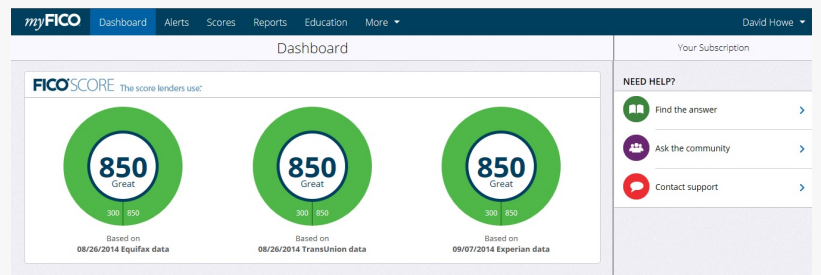 myFICO Dashboard Alerts Scores Reports Education More David Howe
Dashboard
Your Subscription
FICO® SCORE The score lenders use.
NEED HELP?
Find the answer
Ask the community
Contact support
850
Great
300 850
Based on
08/26/2014 Equifax data
850
Great
300 850
Based on
08/26/2014 TransUnion data
850
Great
300 850
Based on
09/07/2014 Experian data